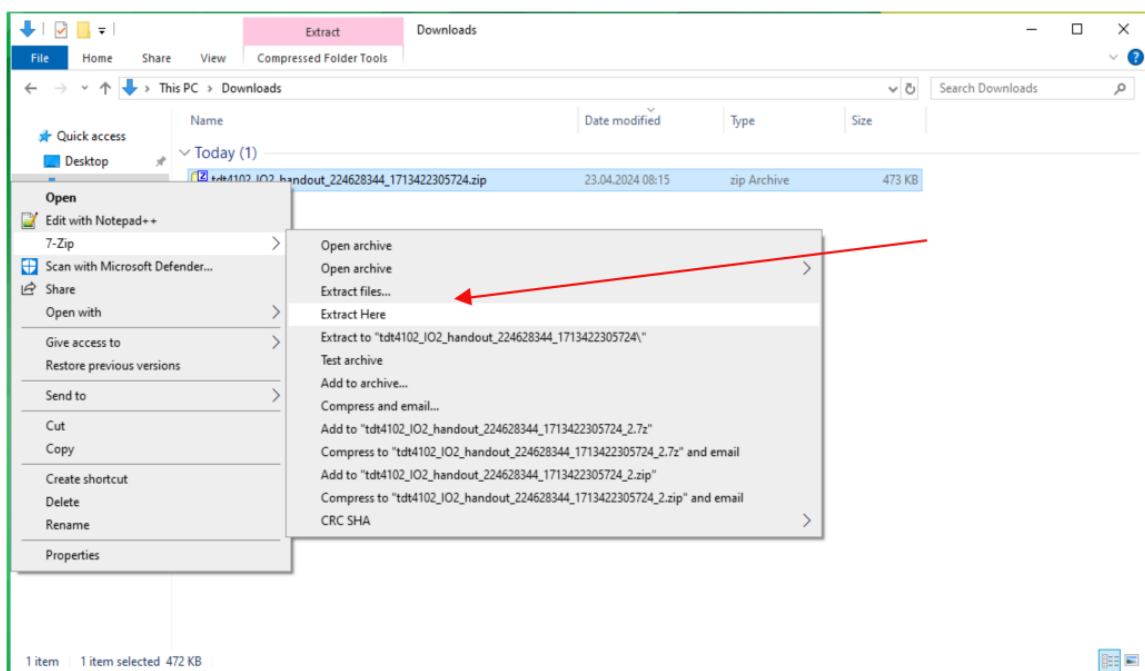 Extract Downloads
File Home Share View Compressed Folder Tools
This PC > Downloads Search Downloads
Name Date modified Type Size
Quick access
Today (1)
Desktop
tdt4102_IO2_handout_224628344_1713422305724.zip 23.04.2024 08:15 zip Archive 473 KB
Open
Edit with Notepad++
7-Zip
Scan with Microsoft Defender...
Share
Open with
Give access to
Restore previous versions
Send to
Cut
Copy
Create shortcut
Delete
Rename
Properties
Open archive
Open archive
Extract files...
Extract Here
Extract to "tdt4102_IO2_handout_224628344_1713422305724\"
Test archive
Add to archive...
Compress and email...
Add to "tdt4102_IO2_handout_224628344_1713422305724_2.7z"
Compress to "tdt4102_IO2_handout_224628344_1713422305724_2.7z" and email
Add to "tdt4102_IO2_handout_224628344_1713422305724_2.zip"
Compress to "tdt4102_IO2_handout_224628344_1713422305724_2.zip" and email
CRC SHA
1 item 1 item selected 472 KB